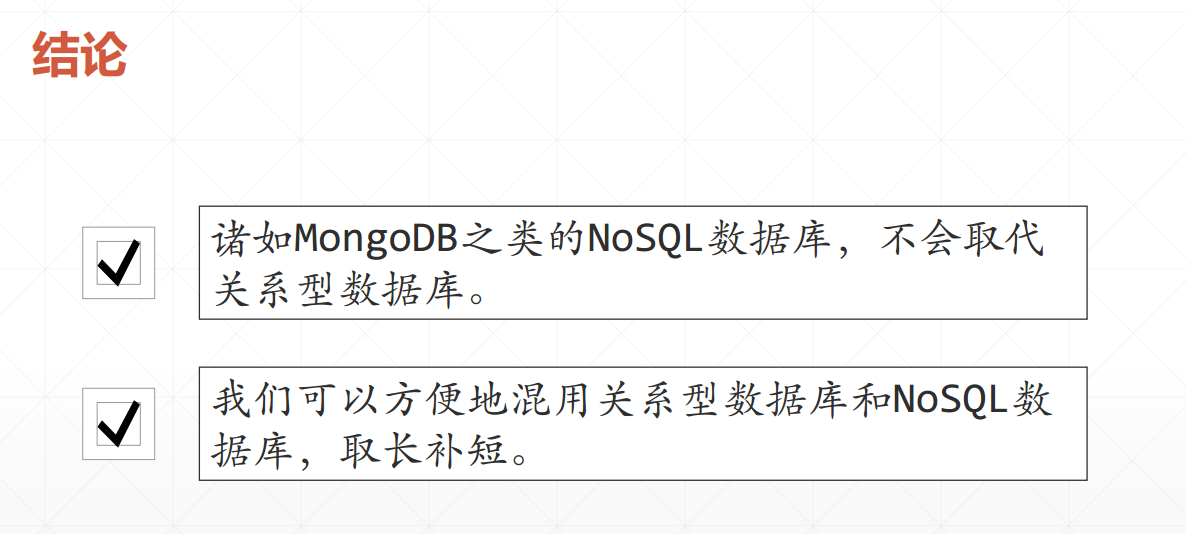 结论
诸如MongoDB之类的NoSQL数据库，不会取代
关系型数据库。
我们可以方便地混用关系型数据库和NoSQL数
据库，取长补短。